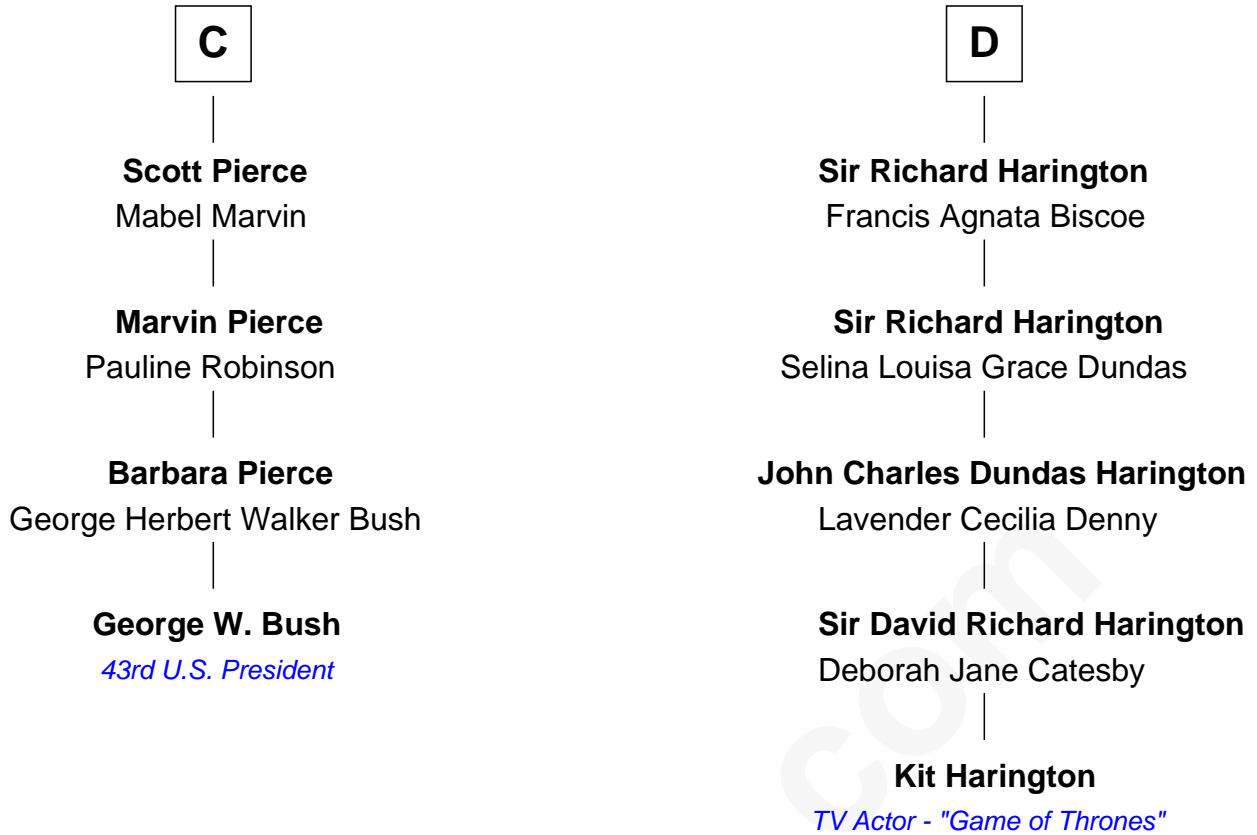 C
Scott Pierce
Mabel Marvin
Marvin Pierce
Pauline Robinson
Barbara Pierce
George Herbert Walker Bush
George W. Bush
43rd U.S. President
D
Sir Richard Harington
Francis Agnata Biscoe
Sir Richard Harington
Selina Louisa Grace Dundas
John Charles Dundas Harington
Lavender Cecilia Denny
Sir David Richard Harington
Deborah Jane Catesby
Kit Harington
TV Actor - "Game of Thrones"
com